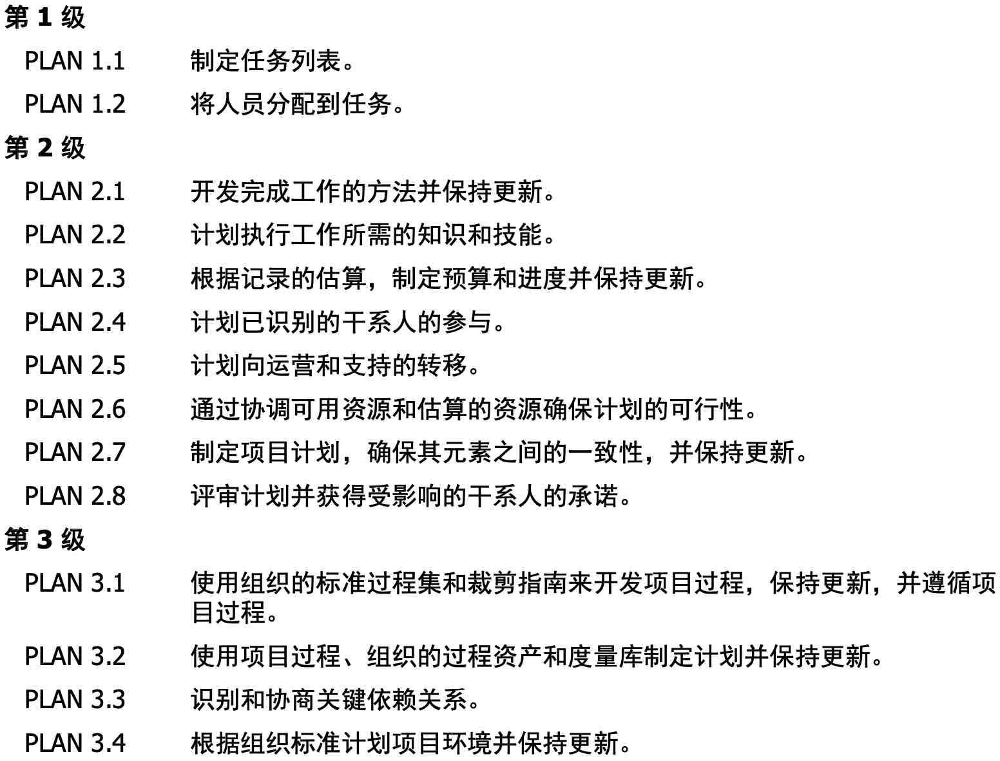 第 1 级
PLAN 1.1 制定任务列表。
PLAN 1.2 将人员分配到任务。
第 2 级
PLAN 2.1 开发完成工作的方法并保持更新。
PLAN 2.2 计划执行工作所需的知识和技能。
PLAN 2.3 根据记录的估算，制定预算和进度并保持更新。
PLAN 2.4 计划已识别的干系人的参与。
PLAN 2.5 计划向运营和支持的转移。
PLAN 2.6 通过协调可用资源和估算的资源确保计划的可行性。
PLAN 2.7 制定项目计划，确保其元素之间的一致性，并保持更新。
PLAN 2.8 评审计划并获得受影响的干系人的承诺。
第 3 级
PLAN 3.1 使用组织的标准过程集和裁剪指南来开发项目过程，保持更新，并遵循项
目过程。
PLAN 3.2 使用项目过程、组织的过程资产和度量库制定计划并保持更新。
PLAN 3.3 识别和协商关键依赖关系。
PLAN 3.4 根据组织标准计划项目环境并保持更新。